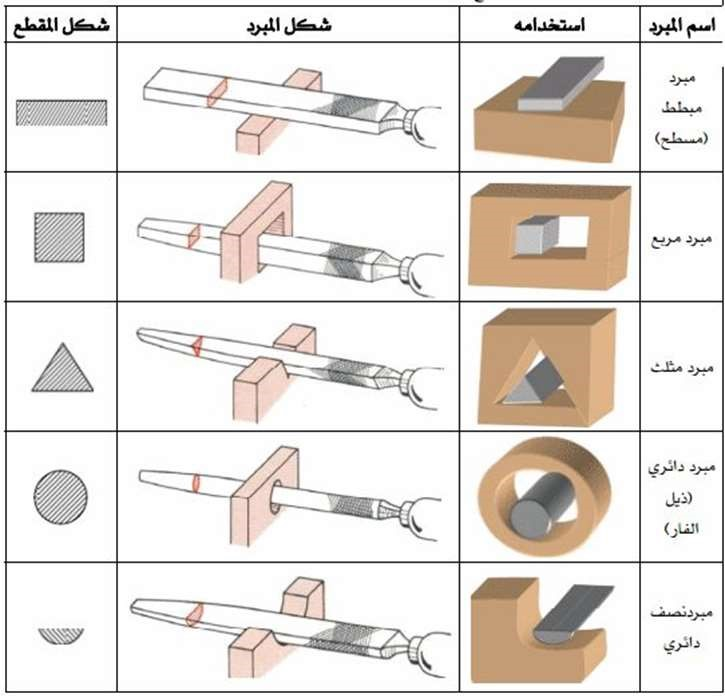 اسم المبرد
استخدامه
شكل المبرد
شكل المقطع
مبرد
مبطط
(مسطح)
مبرد مربع
مبرد مثلث
مبرد دائري
(ذيل
الفار)
مبردنصف
دائري